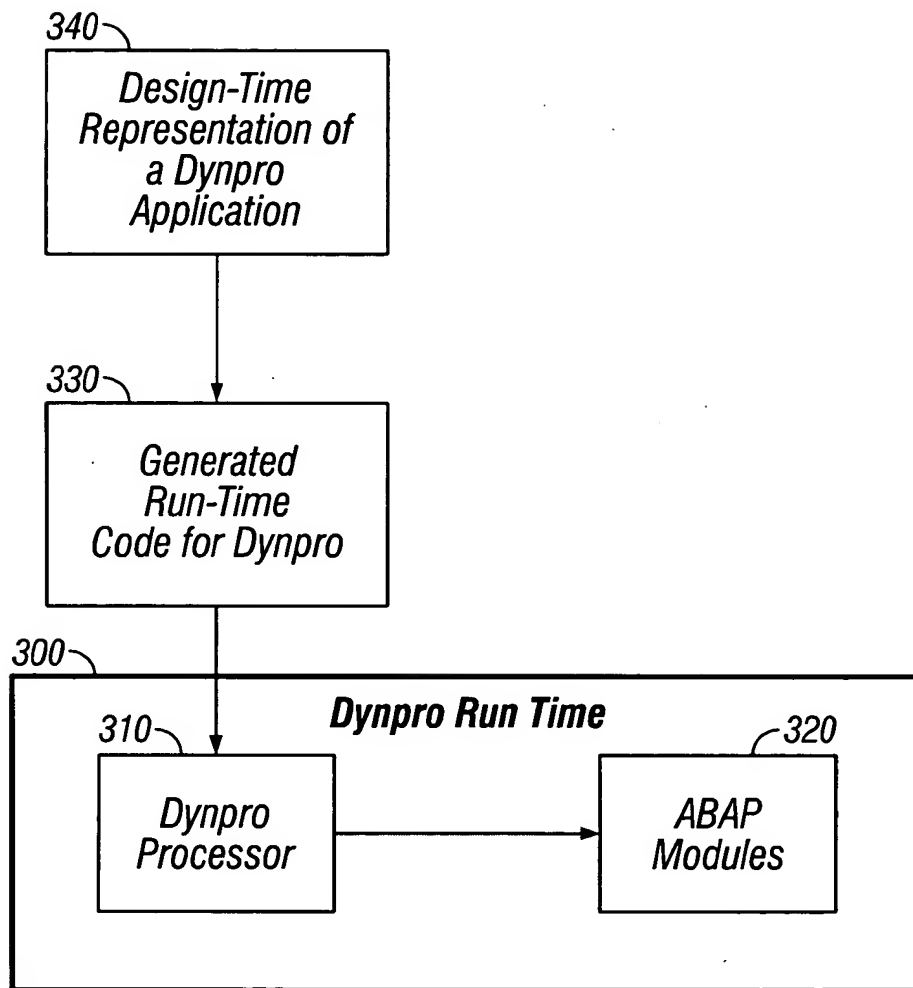 340
Design-Time
Representation of
a Dynpro
Application
330
Generated
Run-Time
Code for Dynpro
300
Dynpro Run Time
310
Dynpro
Processor
320
ABAP
Modules